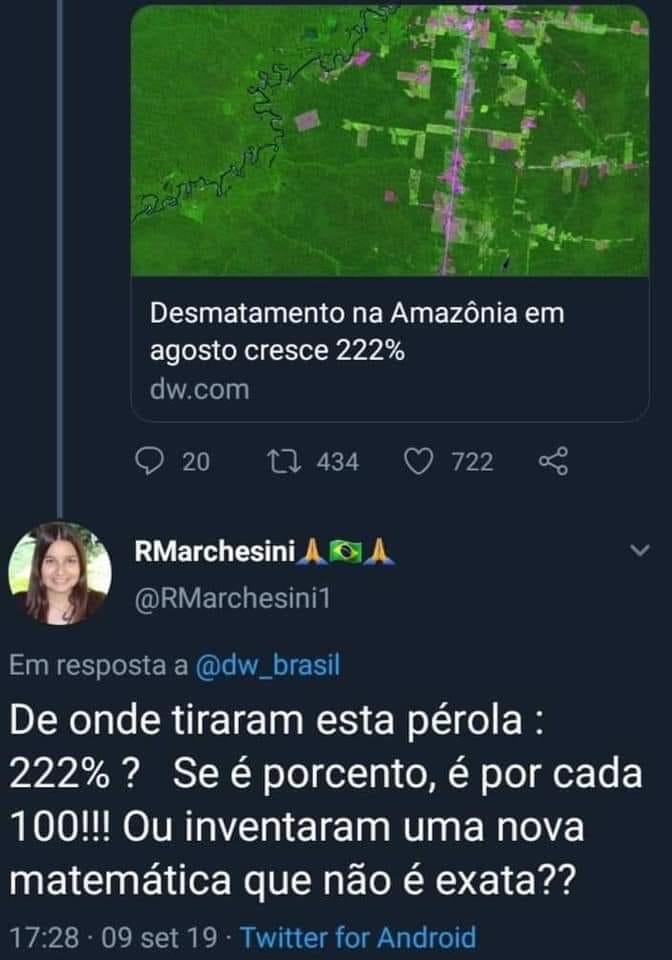 Desmatamento na Amazônia em
agosto cresce 222%
dw.com
20 434 722
RMarchesini🙏🇧🇷🙏
@RMarchesini1
Em resposta a @dw_brasil
De onde tiraram esta pérola :
222% ? Se é porcento, é por cada
100!!! Ou inventaram uma nova
matemática que não é exata??
17:28 · 09 set 19 · Twitter for Android